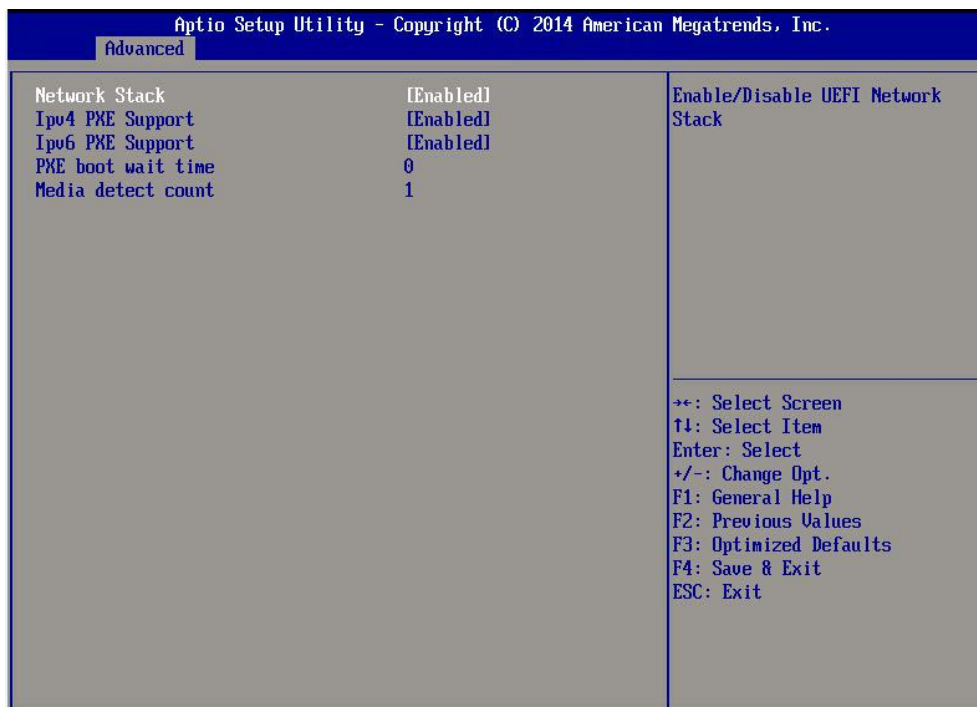 Aptio Setup Utility - Copyright (C) 2014 American Megatrends, Inc.
Advanced
Network Stack [Enabled]
Ipv4 PXE Support [Enabled]
Ipv6 PXE Support [Enabled]
PXE boot wait time 0
Media detect count 1
Enable/Disable UEFI Network
Stack
→←: Select Screen
↑↓: Select Item
Enter: Select
+/-: Change Opt.
F1: General Help
F2: Previous Values
F3: Optimized Defaults
F4: Save & Exit
ESC: Exit